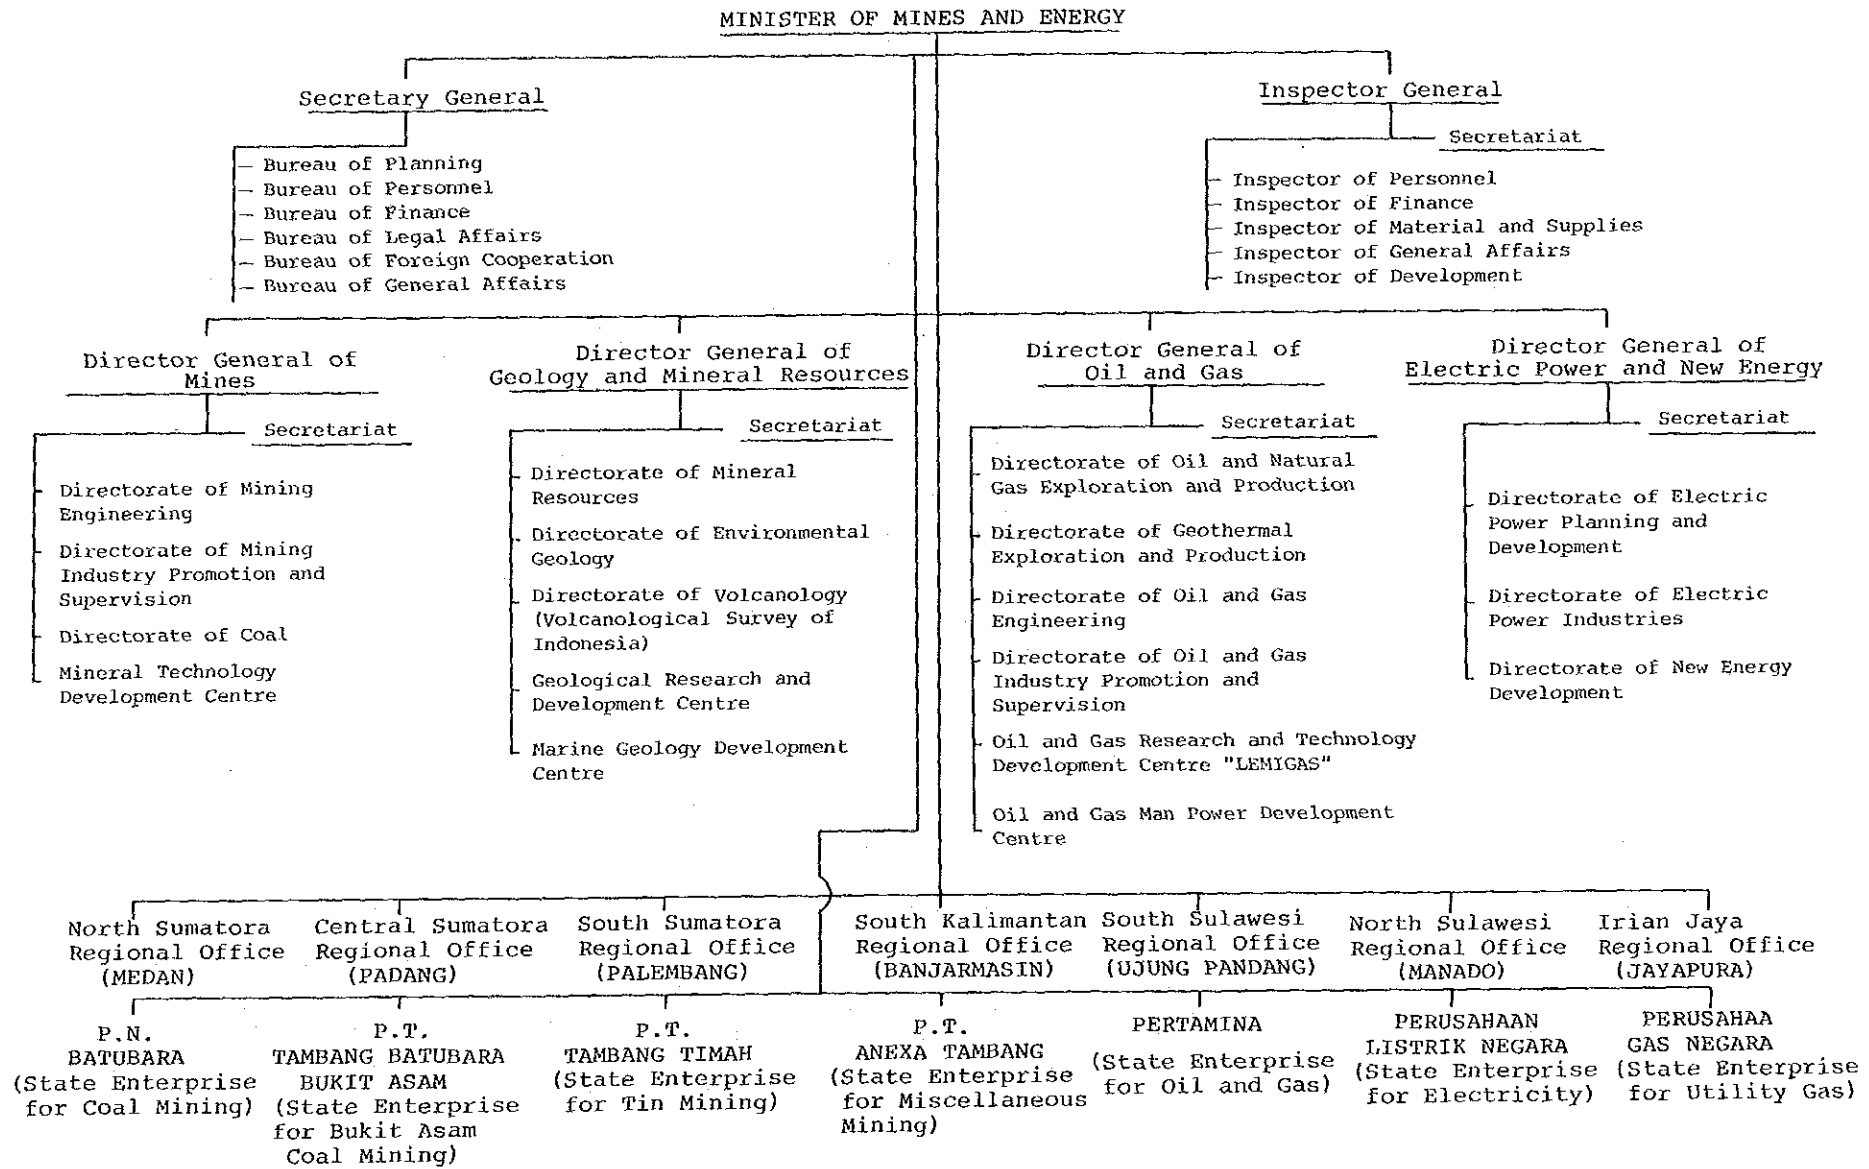 MINISTER OF MINES AND ENERGY
Secretary General
Bureau of Planning
Bureau of Personnel
Bureau of Finance
Bureau of Legal Affairs
Bureau of Foreign Cooperation
Bureau of General Affairs
Inspector General
Secretariat
Inspector of Personnel
Inspector of Finance
Inspector of Material and Supplies
Inspector of General Affairs
Inspector of Development
Director General of
Mines
Secretariat
Directorate of Mining
Engineering
Directorate of Mining
Industry Promotion and
Supervision
Directorate of Coal
Mineral Technology
Development Centre
Director General of
Geology and Mineral Resources
Secretariat
Directorate of Mineral
Resources
Directorate of Environmental
Geology
Directorate of Volcanology
(Volcanological Survey of
Indonesia)
Geological Research and
Development Centre
Marine Geology Development
Centre
Director General of
Oil and Gas
Secretariat
Directorate of Oil and Natural
Gas Exploration and Production
Directorate of Geothermal
Exploration and Production
Directorate of Oil and Gas
Engineering
Directorate of Oil and Gas
Industry Promotion and
Supervision
Oil and Gas Research and Technology
Development Centre "LEMIGAS"
Oil and Gas Man Power Development
Centre
Director General of
Electric Power and New Energy
Secretariat
Directorate of Electric
Power Planning and
Development
Directorate of Electric
Power Industries
Directorate of New Energy
Development
North Sumatora
Regional Office
(MEDAN)
Central Sumatora
Regional Office
(PADANG)
South Sumatora
Regional Office
(PALEMBANG)
South Kalimantan
Regional Office
(BANJARMASIN)
South Sulawesi
Regional Office
(UJUNG PANDANG)
North Sulawesi
Regional Office
(MANADO)
Irian Jaya
Regional Office
(JAYAPURA)
P.N.
BATUBARA
(State Enterprise
for Coal Mining)
P.T.
TAMBANG BATUBARA
BUKIT ASAM
(State Enterprise
for Bukit Asam
Coal Mining)
P.T.
TAMBANG TIMAH
(State Enterprise
for Tin Mining)
P.T.
ANEXA TAMBANG
(State Enterprise
for Miscellaneous
Mining)
PERTAMINA
(State Enterprise
for Oil and Gas)
PERUSAHAAN
LISTRIK NEGARA
(State Enterprise
for Electricity)
PERUSAHAA
GAS NEGARA
(State Enterprise
for Utility Gas)